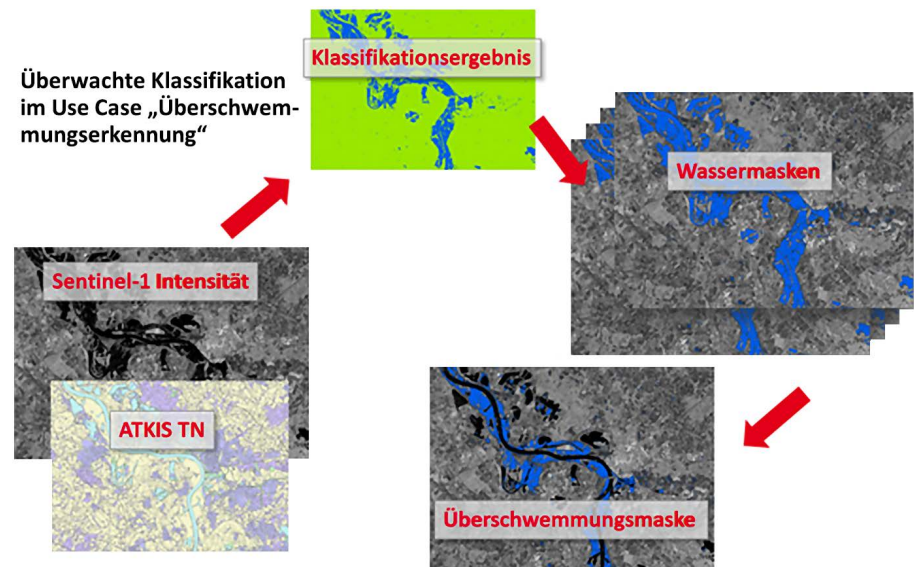 Überwachte Klassifikation
im Use Case „Überschwem-
mungserkennung“
Klassifikationsergebnis
Wassermasken
Sentinel-1 Intensität
ATKIS TN
Überschwemmungsmaske